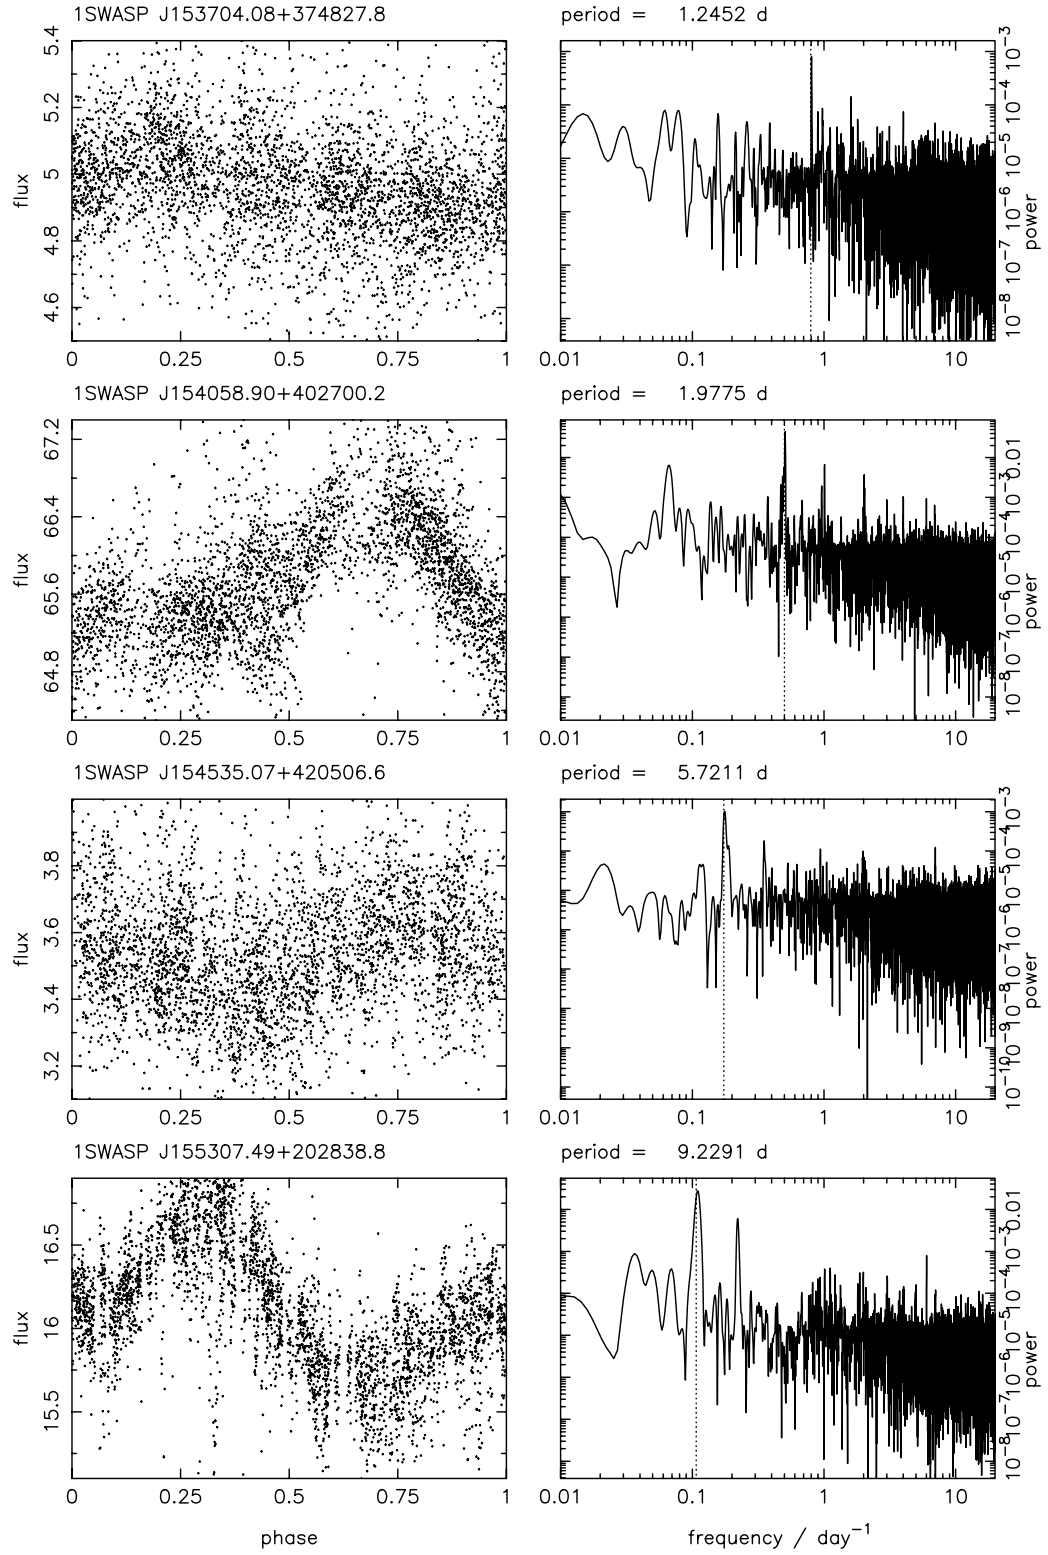 1SWASP J153704.08+374827.8 period = 1.2452 d
5.4 5.2 5 4.8 4.6
flux
0 0.25 0.5 0.75 1
10⁻³ 10⁻⁴ 10⁻⁵ 10⁻⁶ 10⁻⁷ 10⁻⁸
power
0.01 0.1 1 10
1SWASP J154058.90+402700.2 period = 1.9775 d
67.2 66.4 65.6 64.8
flux
0 0.25 0.5 0.75 1
0.01 10⁻³ 10⁻⁴ 10⁻⁵ 10⁻⁶ 10⁻⁷ 10⁻⁸
power
0.01 0.1 1 10
1SWASP J154535.07+420506.6 period = 5.7211 d
3.8 3.6 3.4 3.2
flux
0 0.25 0.5 0.75 1
10⁻³ 10⁻⁴ 10⁻⁵ 10⁻⁶ 10⁻⁷ 10⁻⁸ 10⁻⁹ 10⁻¹⁰
power
0.01 0.1 1 10
1SWASP J155307.49+202838.8 period = 9.2291 d
16.5 16 15.5
flux
0 0.25 0.5 0.75 1
0.01 10⁻³ 10⁻⁴ 10⁻⁵ 10⁻⁶ 10⁻⁷ 10⁻⁸
power
0.01 0.1 1 10
phase frequency / day⁻¹